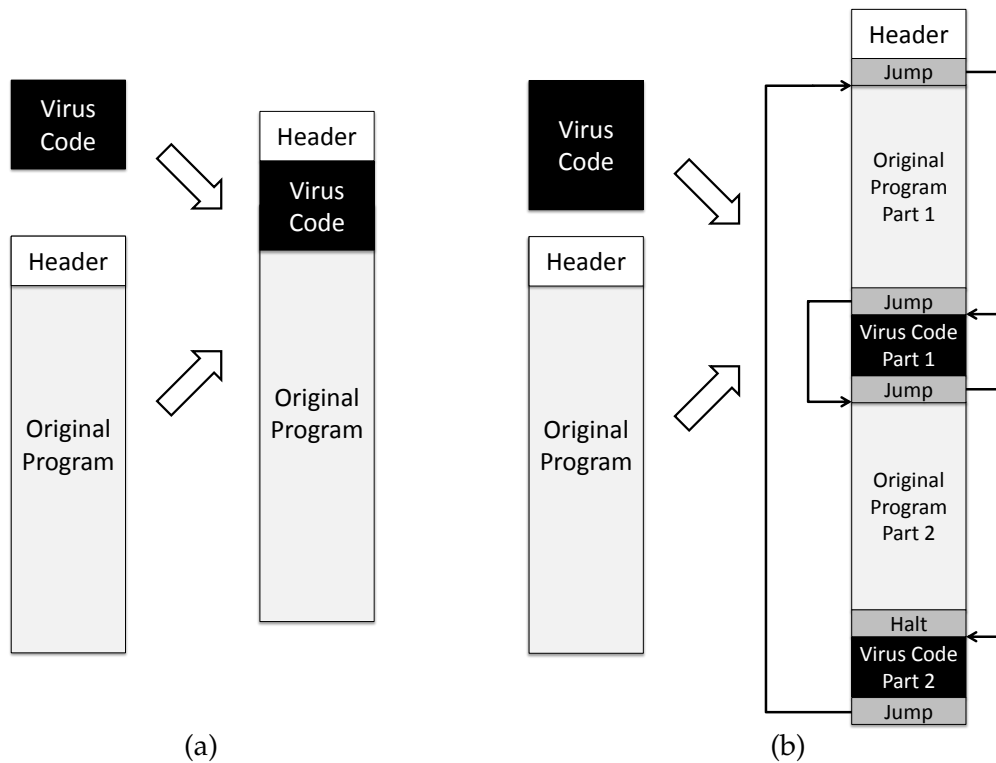 Virus
Code
Header
Original
Program
Header
Virus
Code
Original
Program
(a)
Virus
Code
Header
Original
Program
Header
Jump
Original
Program
Part 1
Jump
Virus Code
Part 1
Jump
Original
Program
Part 2
Halt
Virus Code
Part 2
Jump
(b)